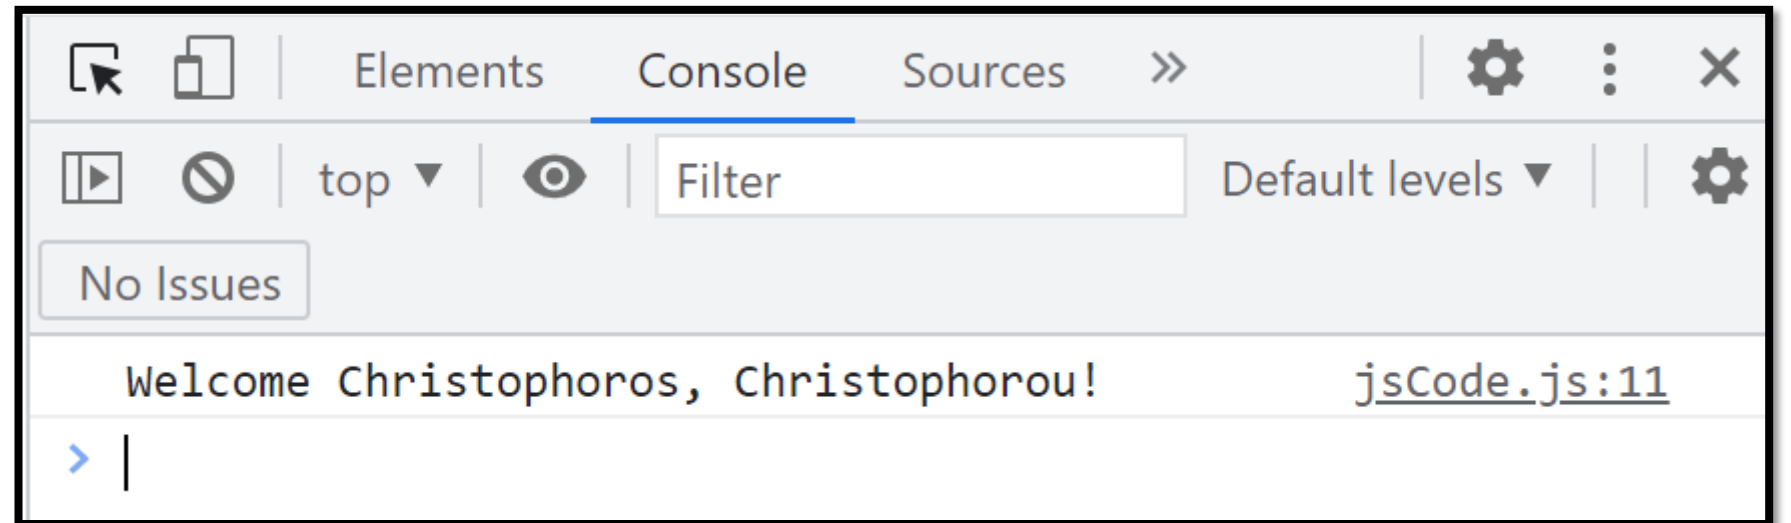 Elements Console Sources
top Filter Default levels
No Issues
Welcome Christophoros, Christophorou! jsCode.js:11